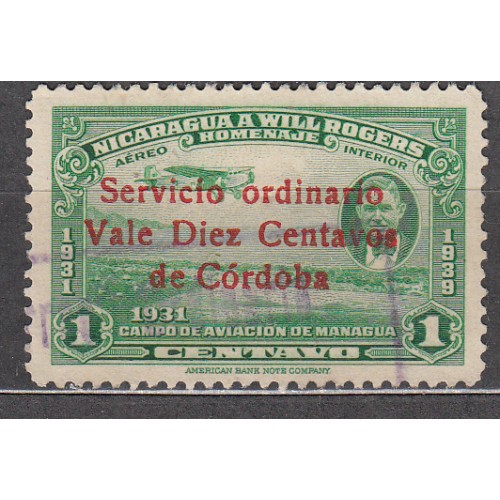 NICARAGUA A WILL ROGERS
HOMENAJE
AÉREO INTERIOR
Servicio ordinario
Vale Diez Centavos
de Córdoba
1931 1939
1931
CAMPO DE AVIACIÓN DE MANAGUA
1 1
CENTAVO
AMERICAN BANK NOTE COMPANY.